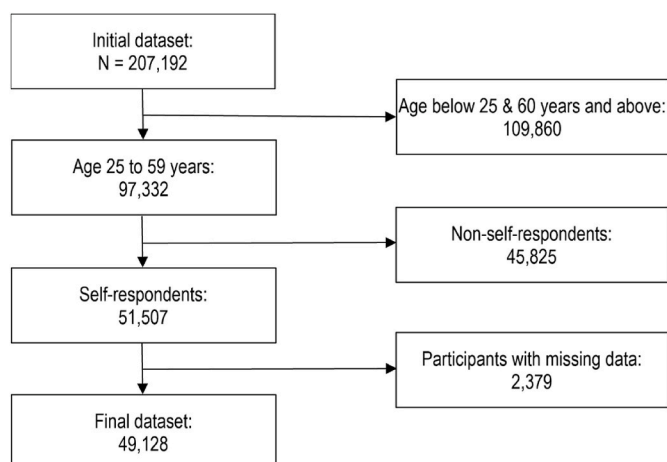 Initial dataset:
N = 207,192
Age below 25 & 60 years and above:
109,860
Age 25 to 59 years:
97,332
Non-self-respondents:
45,825
Self-respondents:
51,507
Participants with missing data:
2,379
Final dataset:
49,128